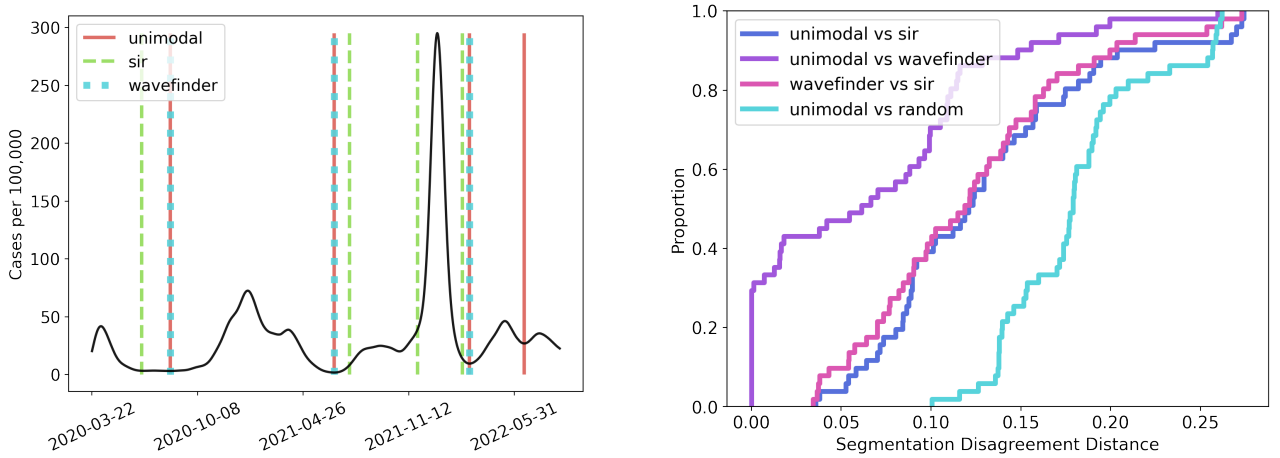 300
250
200
150
100
50
0
Cases per 100,000
unimodal
sir
wavefinder
2020-03-22
2020-10-08
2021-04-26
2021-11-12
2022-05-31
1.0
0.8
0.6
0.4
0.2
0.0
Proportion
unimodal vs sir
unimodal vs wavefinder
wavefinder vs sir
unimodal vs random
0.00 0.05 0.10 0.15 0.20 0.25
Segmentation Disagreement Distance